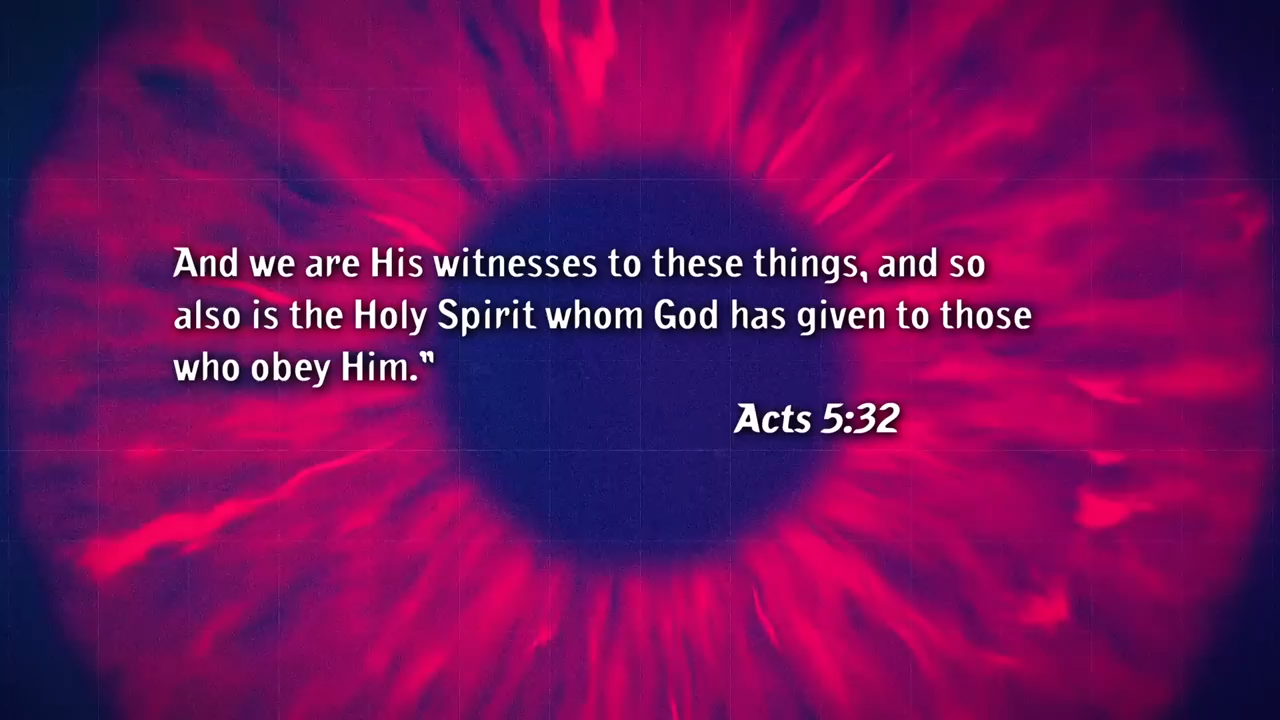 And we are His witnesses to these things, and so
also is the Holy Spirit whom God has given to those
who obey Him.”
Acts 5:32